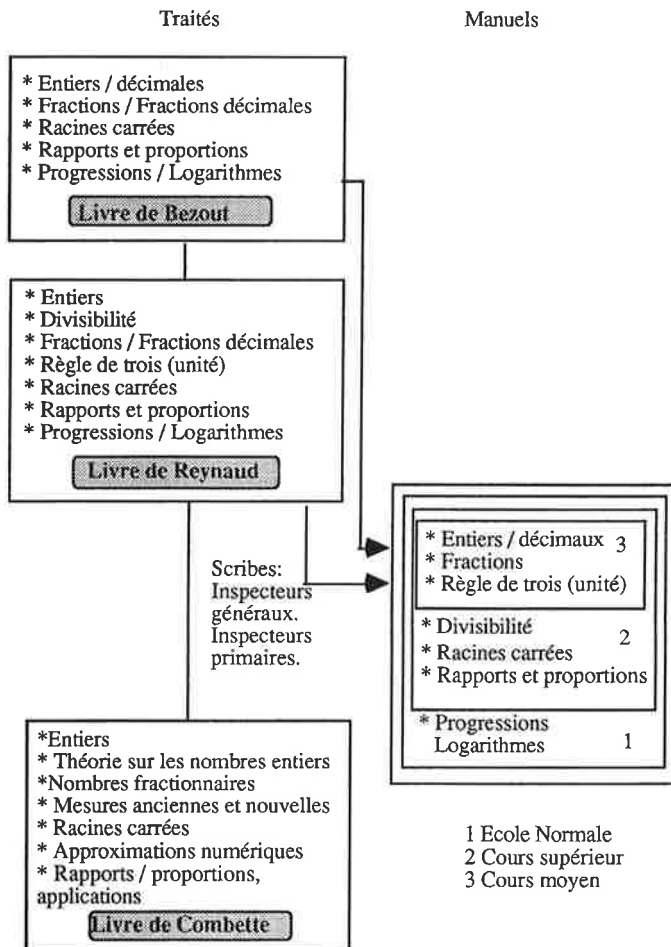 Traités
Manuels
* Entiers / décimales
* Fractions / Fractions décimales
* Racines carrées
* Rapports et proportions
* Progressions / Logarithmes
Livre de Bezout
* Entiers
* Divisibilité
* Fractions / Fractions décimales
* Règle de trois (unité)
* Racines carrées
* Rapports et proportions
* Progressions / Logarithmes
Livre de Reynaud
Scribes:
Inspecteurs
généraux.
Inspecteurs
primaires.
* Entiers / décimaux 3
* Fractions
* Règle de trois (unité)
* Divisibilité 2
* Racines carrées
* Rapports et proportions
* Progressions
Logarithmes 1
*Entiers
* Théorie sur les nombres entiers
*Nombres fractionnaires
* Mesures anciennes et nouvelles
* Racines carrées
* Approximations numériques
* Rapports / proportions,
applications
Livre de Combette
1 Ecole Normale
2 Cours supérieur
3 Cours moyen